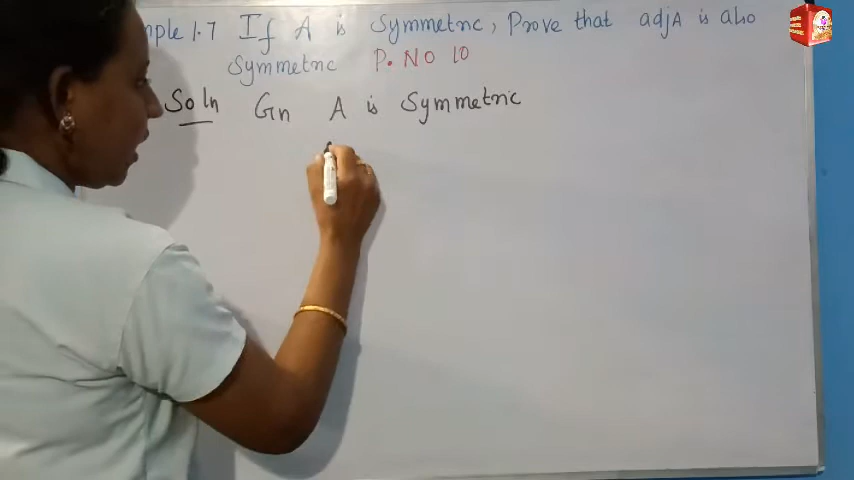 mple 1.7 If A is Symmetric, Prove that adjA is also
Symmetric P. No 10
Soln Gn A is Symmetric